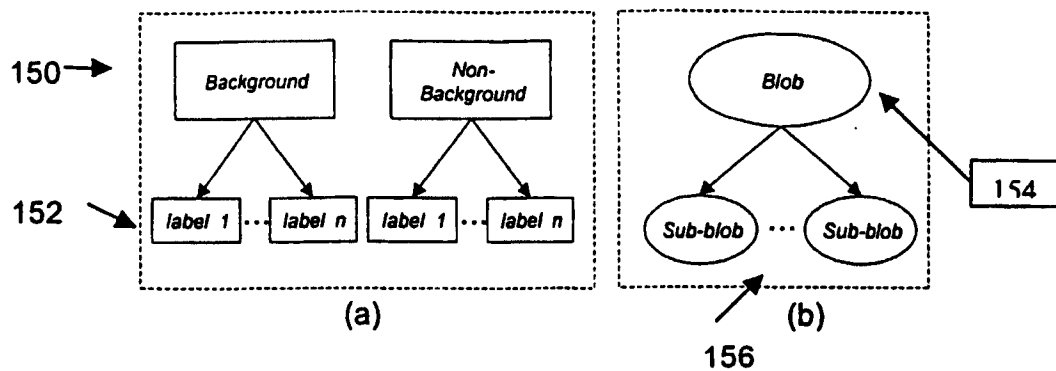 150
Background
Non-
Background
Blob
154
152
label 1 ... label n
label 1 ... label n
Sub-blob ... Sub-blob
(a)
(b)
156